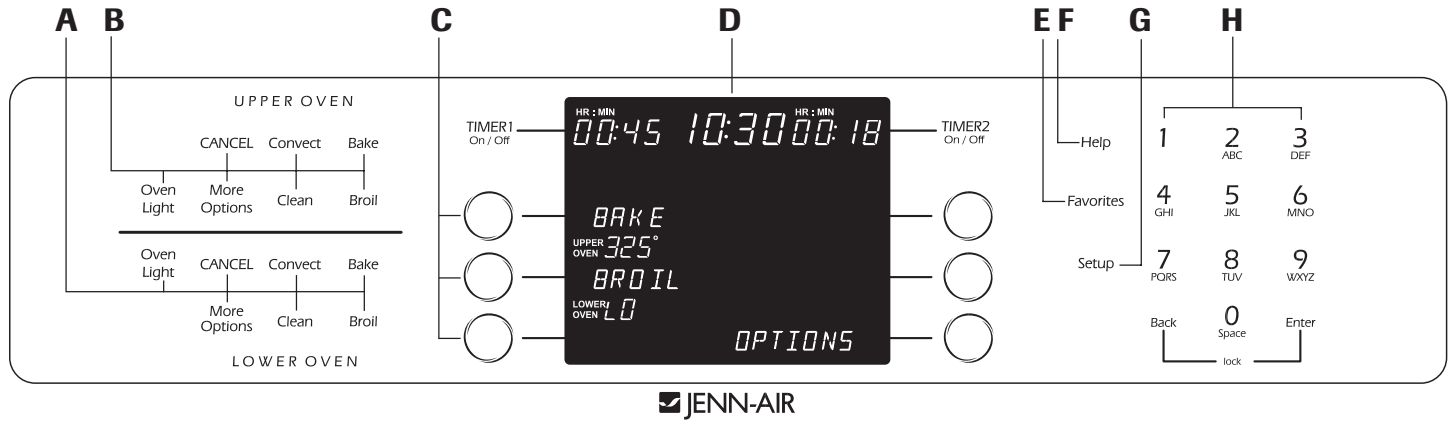 A B C D E F G H
UPPER OVEN
CANCEL Convect Bake
Oven Light More Options Clean Broil
Oven Light CANCEL Convect Bake
More Options Clean Broil
LOWER OVEN
TIMER1
On / Off
HR : MIN HR : MIN
00:45 10:30 00:18
BAKE
UPPER OVEN 325°
BROIL
LOWER OVEN LO
OPTIONS
TIMER2
On / Off
Help
Favorites
Setup
1 2 3
ABC DEF
4 5 6
GHI JKL MNO
7 8 9
PQRS TUV WXYZ
Back 0 Enter
Space
lock
JENN-AIR